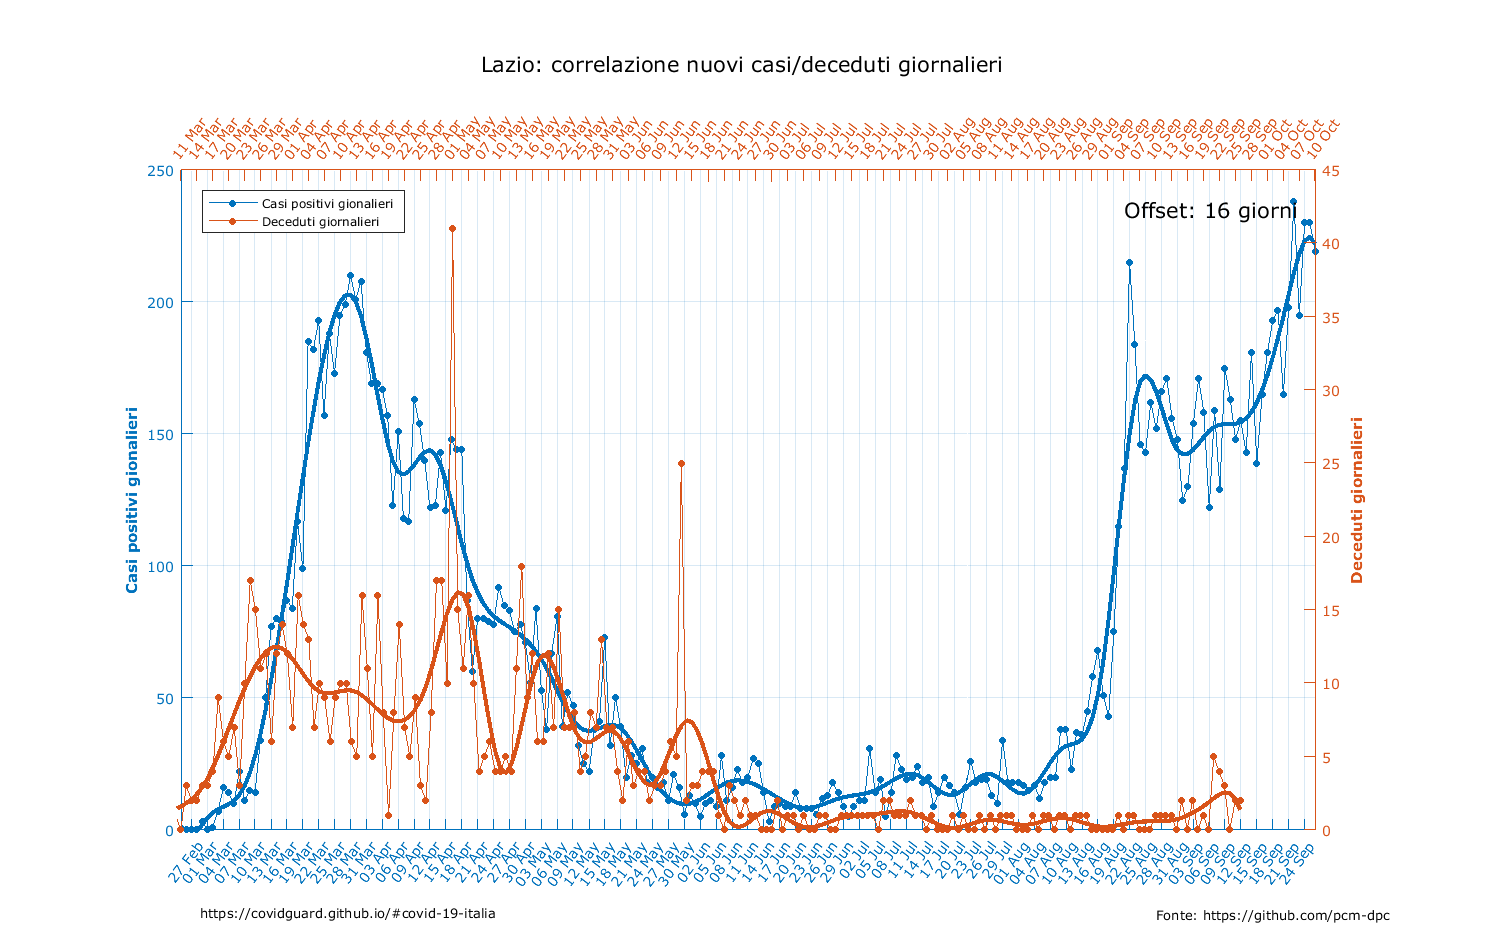 Lazio: correlazione nuovi casi/deceduti giornalieri
11 Mar
14 Mar
17 Mar
20 Mar
23 Mar
26 Mar
29 Mar
01 Apr
04 Apr
07 Apr
10 Apr
13 Apr
16 Apr
19 Apr
22 Apr
25 Apr
28 Apr
01 May
04 May
07 May
10 May
13 May
16 May
19 May
22 May
25 May
28 May
31 May
03 Jun
06 Jun
09 Jun
12 Jun
15 Jun
18 Jun
21 Jun
24 Jun
27 Jun
30 Jun
03 Jul
06 Jul
09 Jul
12 Jul
15 Jul
18 Jul
21 Jul
24 Jul
27 Jul
30 Jul
02 Aug
05 Aug
08 Aug
11 Aug
14 Aug
17 Aug
20 Aug
23 Aug
26 Aug
29 Aug
01 Sep
04 Sep
07 Sep
10 Sep
13 Sep
16 Sep
19 Sep
22 Sep
25 Sep
28 Sep
01 Oct
04 Oct
07 Oct
10 Oct
250
200
150
100
50
0
Casi positivi gionalieri
Casi positivi gionalieri
Deceduti giornalieri
Offset: 16 giorni
45
40
35
30
25
20
15
10
5
0
Deceduti giornalieri
27 Feb
01 Mar
04 Mar
07 Mar
10 Mar
13 Mar
16 Mar
19 Mar
22 Mar
25 Mar
28 Mar
31 Mar
03 Apr
06 Apr
09 Apr
12 Apr
15 Apr
18 Apr
21 Apr
24 Apr
27 Apr
30 Apr
03 May
06 May
09 May
12 May
15 May
18 May
21 May
24 May
27 May
30 May
02 Jun
05 Jun
08 Jun
11 Jun
14 Jun
17 Jun
20 Jun
23 Jun
26 Jun
29 Jun
02 Jul
05 Jul
08 Jul
11 Jul
14 Jul
17 Jul
20 Jul
23 Jul
26 Jul
29 Jul
01 Aug
04 Aug
07 Aug
10 Aug
13 Aug
16 Aug
19 Aug
22 Aug
25 Aug
28 Aug
31 Aug
03 Sep
06 Sep
09 Sep
12 Sep
15 Sep
18 Sep
21 Sep
24 Sep
https://covidguard.github.io/#covid-19-italia
Fonte: https://github.com/pcm-dpc